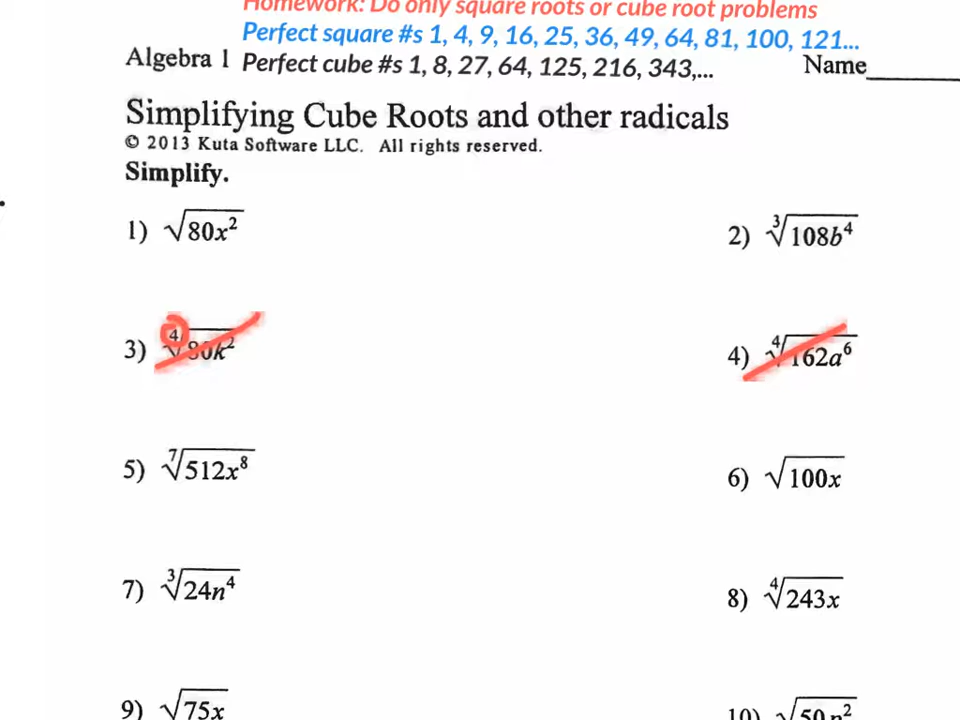 Homework: Do only square roots or cube root problems
Perfect square #s 1, 4, 9, 16, 25, 36, 49, 64, 81, 100, 121...
Algebra 1 Perfect cube #s 1, 8, 27, 64, 125, 216, 343,... Name
Simplifying Cube Roots and other radicals
© 2013 Kuta Software LLC. All rights reserved.
Simplify.
1) √80x² 2) ∛108b⁴
3) ∜80k² 4) ∜162a⁶
5) ⁷√512x⁸ 6) √100x
7) ∛24n⁴ 8) ∜243x
9) √75x 10) √50n²